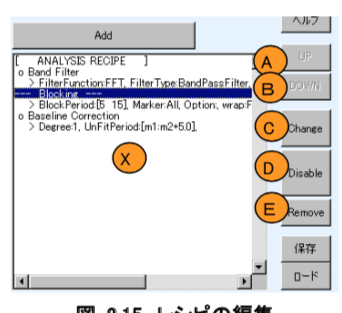 ヘルプ
Add
[ ANALYSIS RECIPE ]
o Band Filter
> FilterFunction:FFT, FilterType:BandPassFilter,
--- Blocking ---
> BlockPeriod:[5 15], Marker:All, Option:, wrap:F
o Baseline Correction
> Degree:1, UnFitPeriod:[m1:m2+5.0],
X
A
UP
B
DOWN
C
Change
D
Disable
E
Remove
保存
ロード
図 2.15 レシピの編集